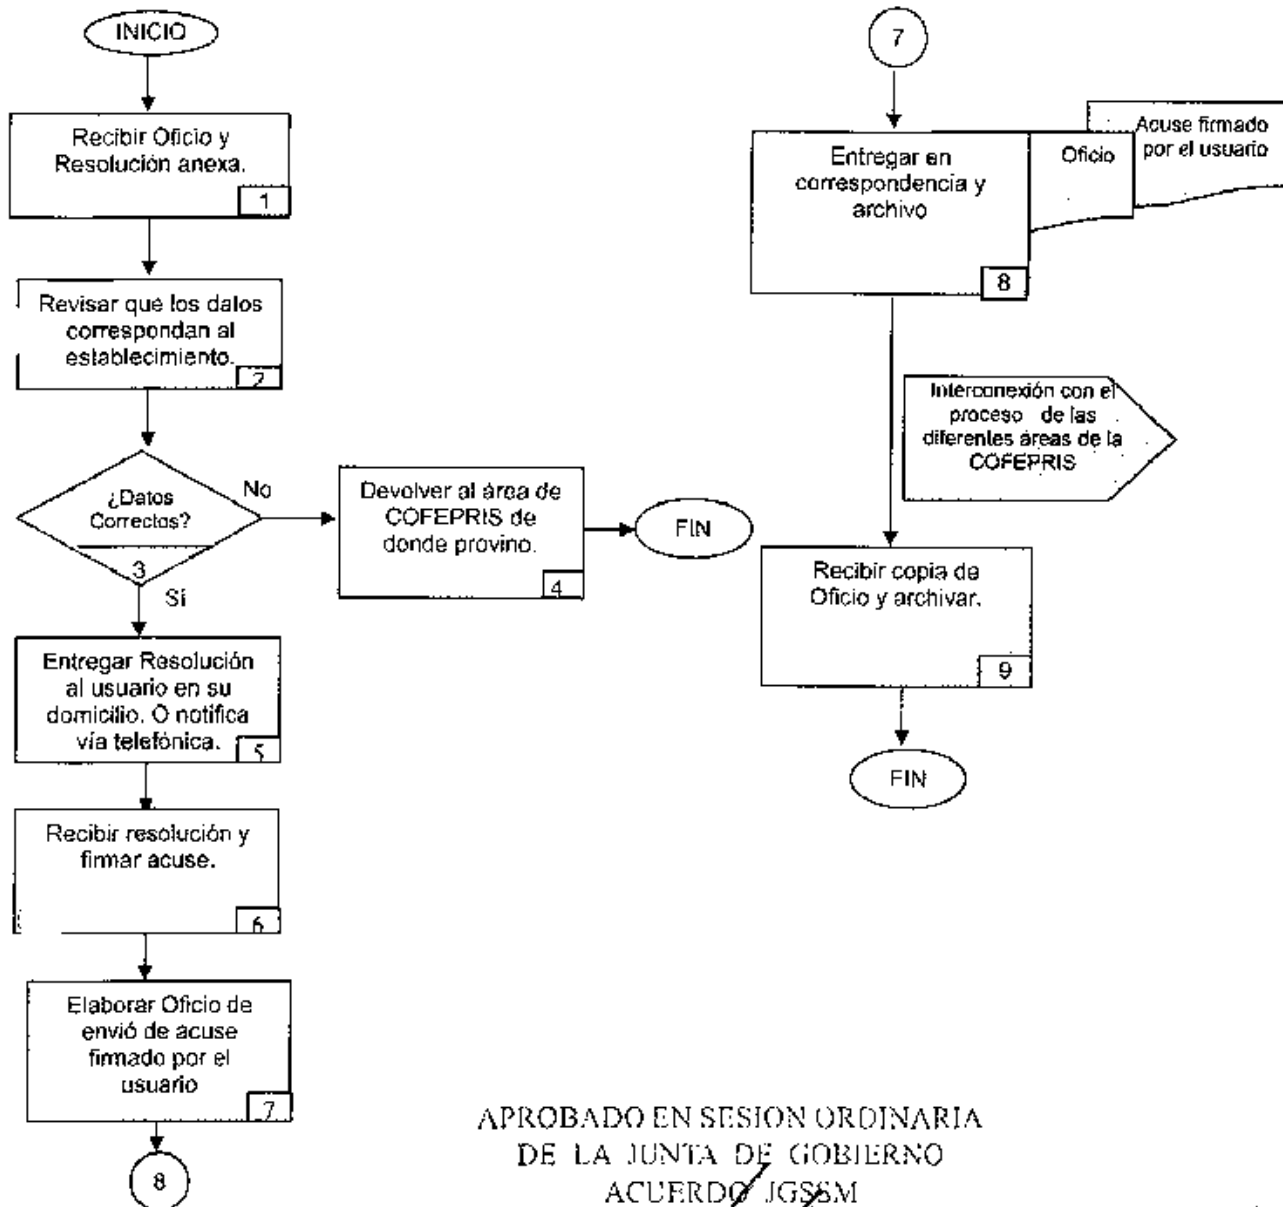 INICIO
Recibir Oficio y
Resolución anexa.
1
Revisar que los datos
correspondan al
establecimiento.
2
¿Datos
Correctos?
3
No
Sí
Devolver al área de
COFEPRIS de
donde provino.
4
FIN
Entregar Resolución
al usuario en su
domicilio. O notifica
vía telefónica.
5
Recibir resolución y
firmar acuse.
6
Elaborar Oficio de
envió de acuse
firmado por el
usuario
7
8
7
Entregar en
correspondencia y
archivo
8
Oficio
Acuse firmado
por el usuario
Interconexión con el
proceso de las
diferentes áreas de la
COFEPRIS
Recibir copia de
Oficio y archivar.
9
FIN
APROBADO EN SESION ORDINARIA
DE LA JUNTA DE GOBIERNO
ACUERDO JGSSM